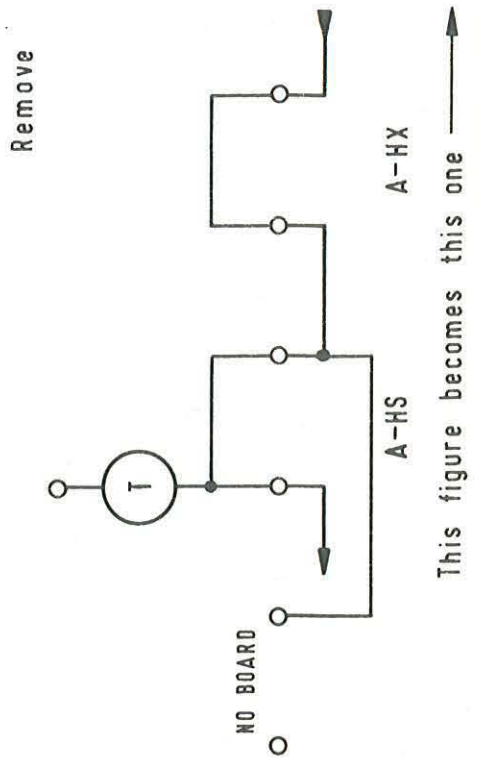 Remove
T
NO BOARD
A-HS
A-HX
This figure becomes this one